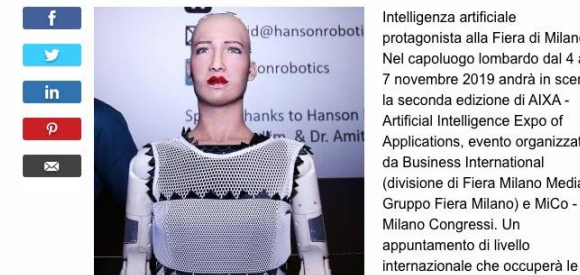 f
in
d@hansonroboti
onrobotics
hanks to Hanson
& Dr. Amit
Intelligenza artificiale
protagonista alla Fiera di Milano
Nel capoluogo lombardo dal 4 a
7 novembre 2019 andrà in scen
la seconda edizione di AIXA -
Artificial Intelligence Expo of
Applications, evento organizzat
da Business International
(divisione di Fiera Milano Media
Gruppo Fiera Milano) e MiCo -
Milano Congressi. Un
appuntamento di livello
internazionale che occuperà le